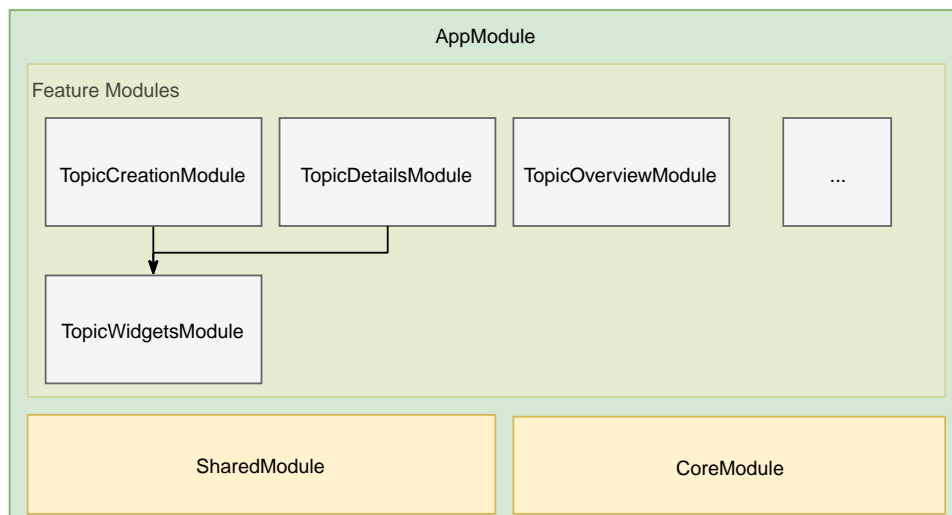 AppModule
Feature Modules
TopicCreationModule
TopicDetailsModule
TopicOverviewModule
...
TopicWidgetsModule
SharedModule
CoreModule